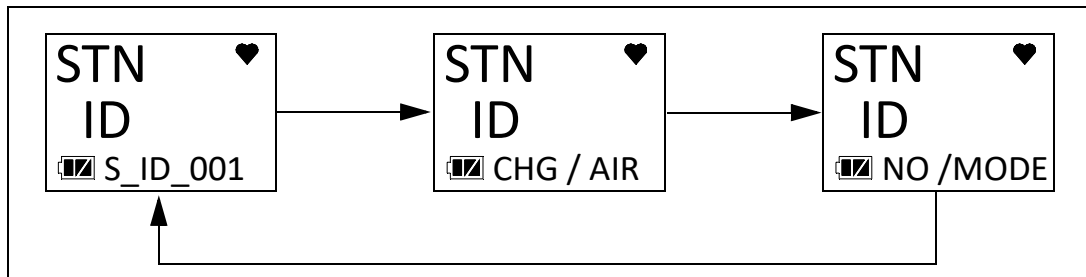 STN
ID
S_ID_001
STN
ID
CHG / AIR
STN
ID
NO /MODE